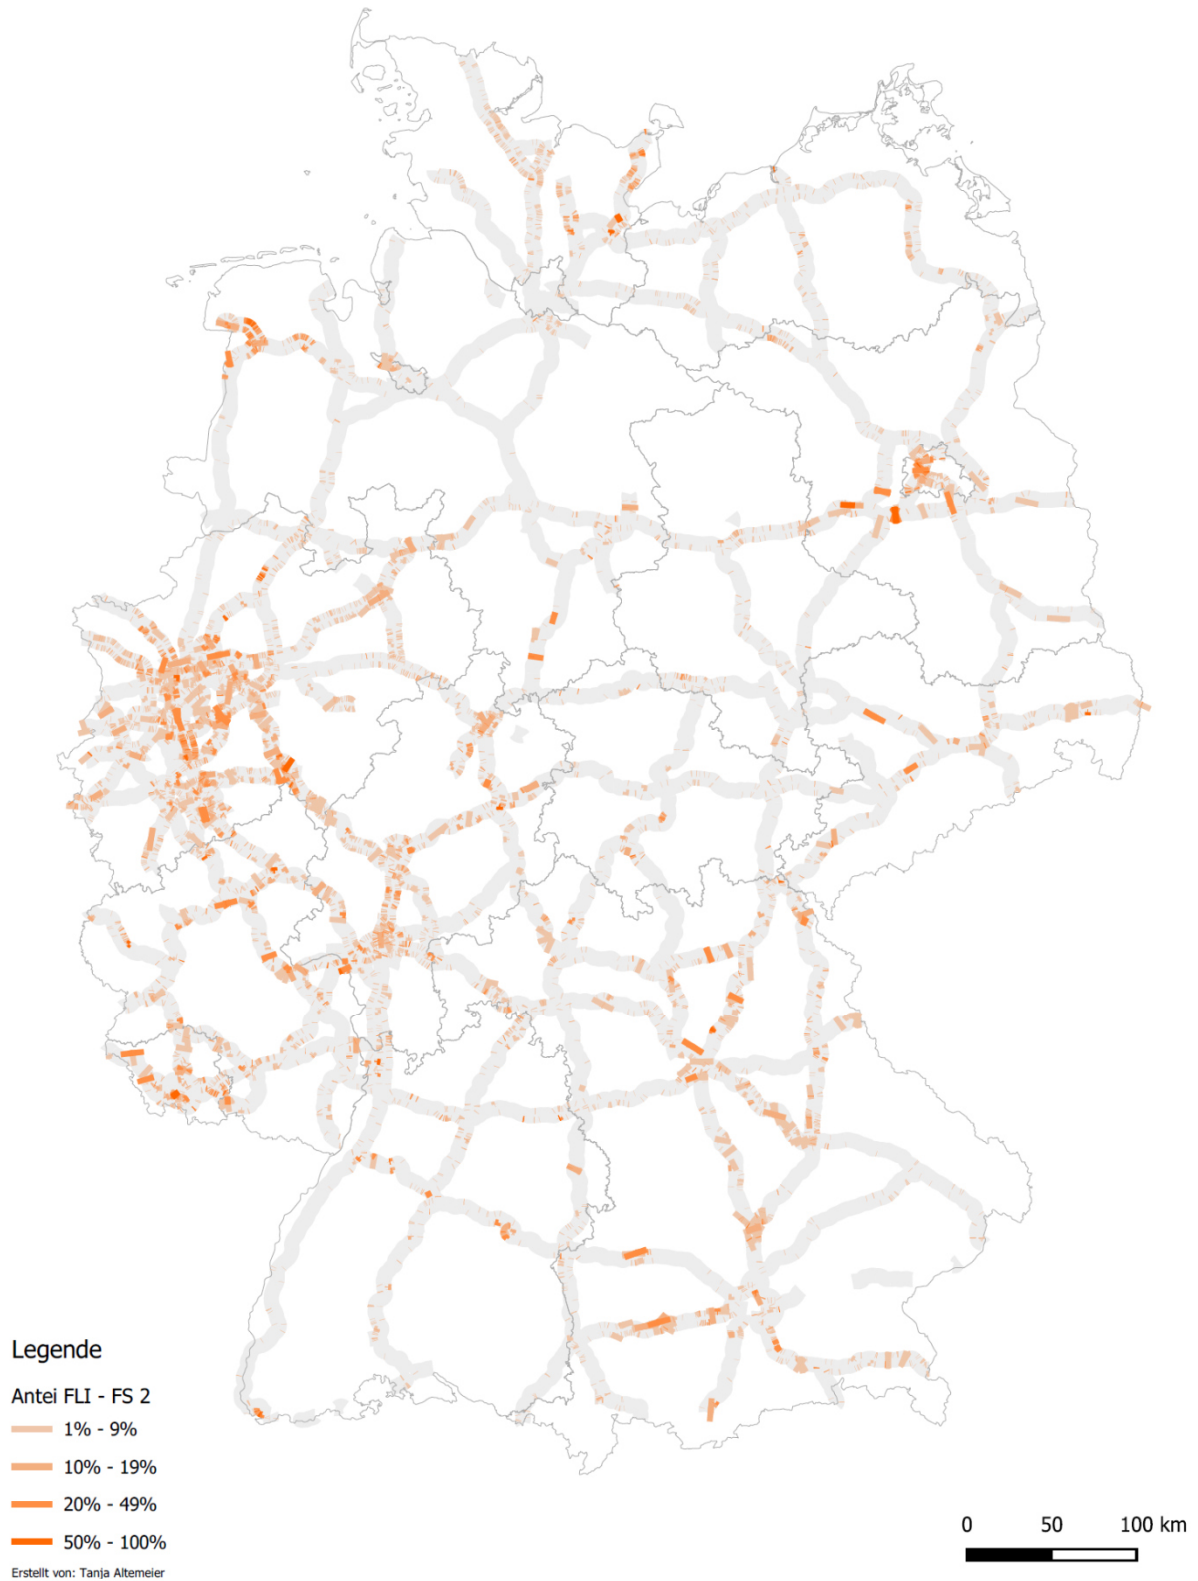 Legende
Antei FLI - FS 2
1% - 9%
10% - 19%
20% - 49%
50% - 100%
Erstellt von: Tanja Altemeier
0 50 100 km